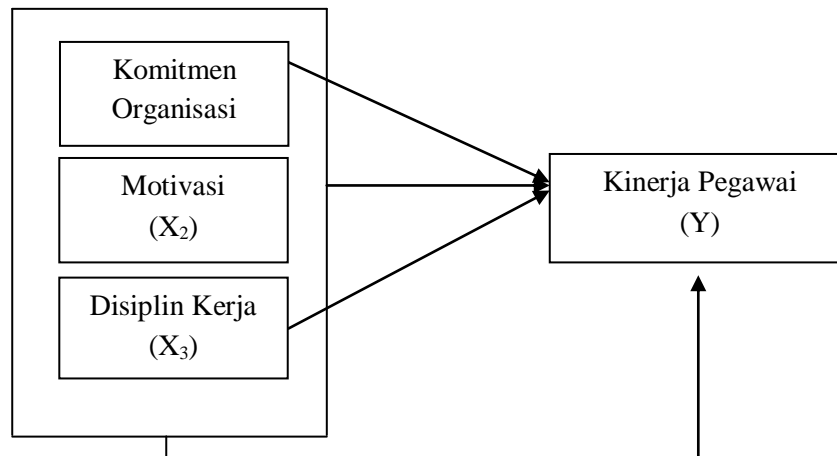 Komitmen
Organisasi
Motivasi
(X₂)
Disiplin Kerja
(X₃)
Kinerja Pegawai
(Y)